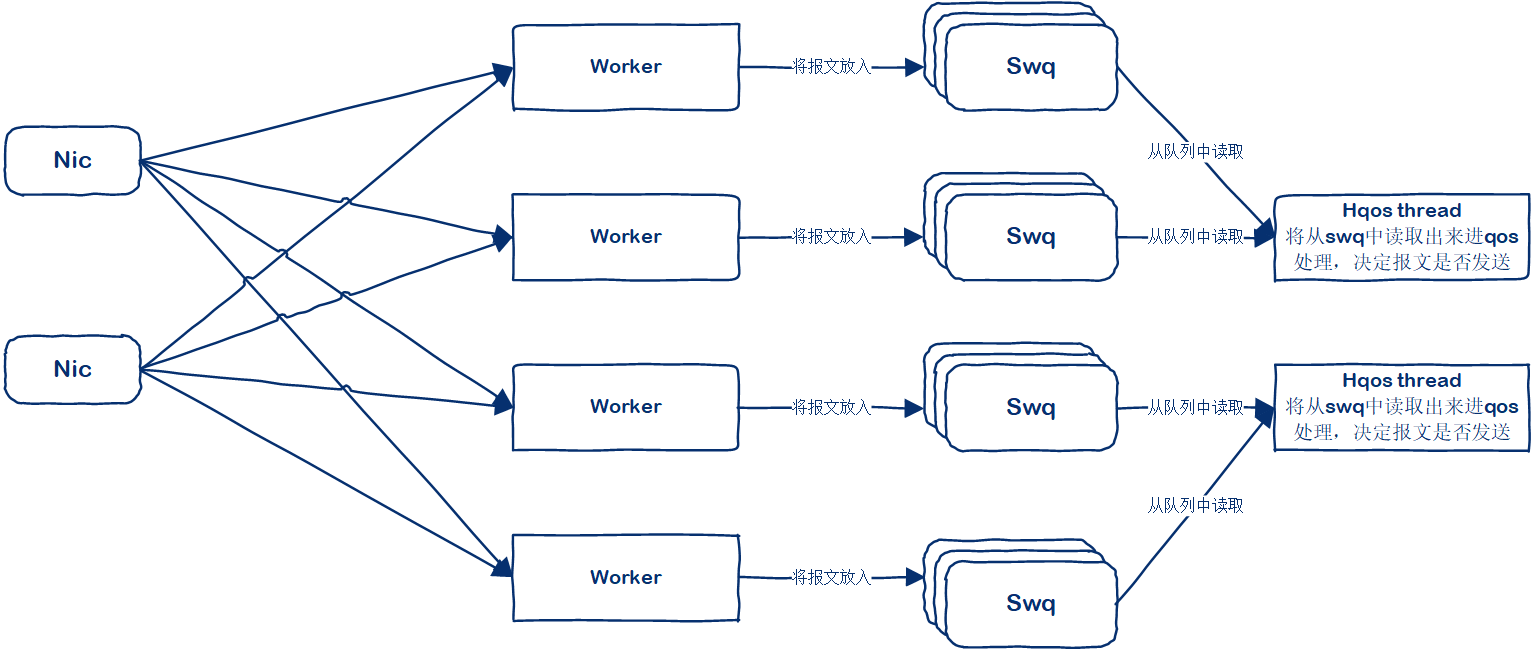 Worker
将报文放入
Swq
Nic
从队列中读取
Worker
将报文放入
Swq
从队列中读取
Hqos thread
将从swq中读取出来进qos
处理，决定报文是否发送
Nic
Worker
将报文放入
Swq
从队列中读取
Hqos thread
将从swq中读取出来进qos
处理，决定报文是否发送
从队列中读取
Worker
将报文放入
Swq